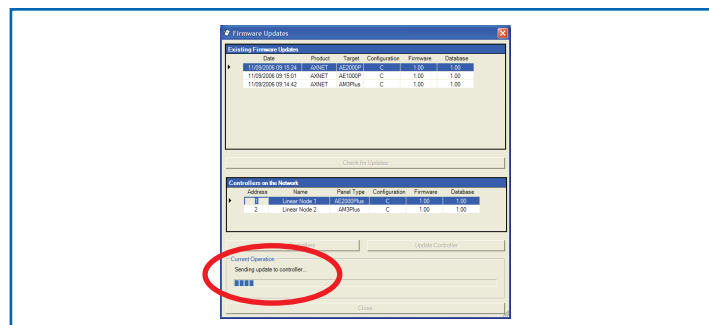 Firmware Updates
Existing Firmware Updates
Date Product Target Configuration Firmware Database
11/09/2006 09:15:24 AXNET AE2000P C 1.00 1.00
11/09/2006 09:15:01 AXNET AE1000P C 1.00 1.00
11/09/2006 09:14:42 AXNET AM3Plus C 1.00 1.00
Check for Updates
Controllers on the Network
Address Name Panel Type Configuration Firmware Database
1 Linear Node 1 AE2000Plus C 1.00 1.00
2 Linear Node 2 AM3Plus C 1.00 1.00
Update Controller
Current Operation
Sending update to controller...
Close